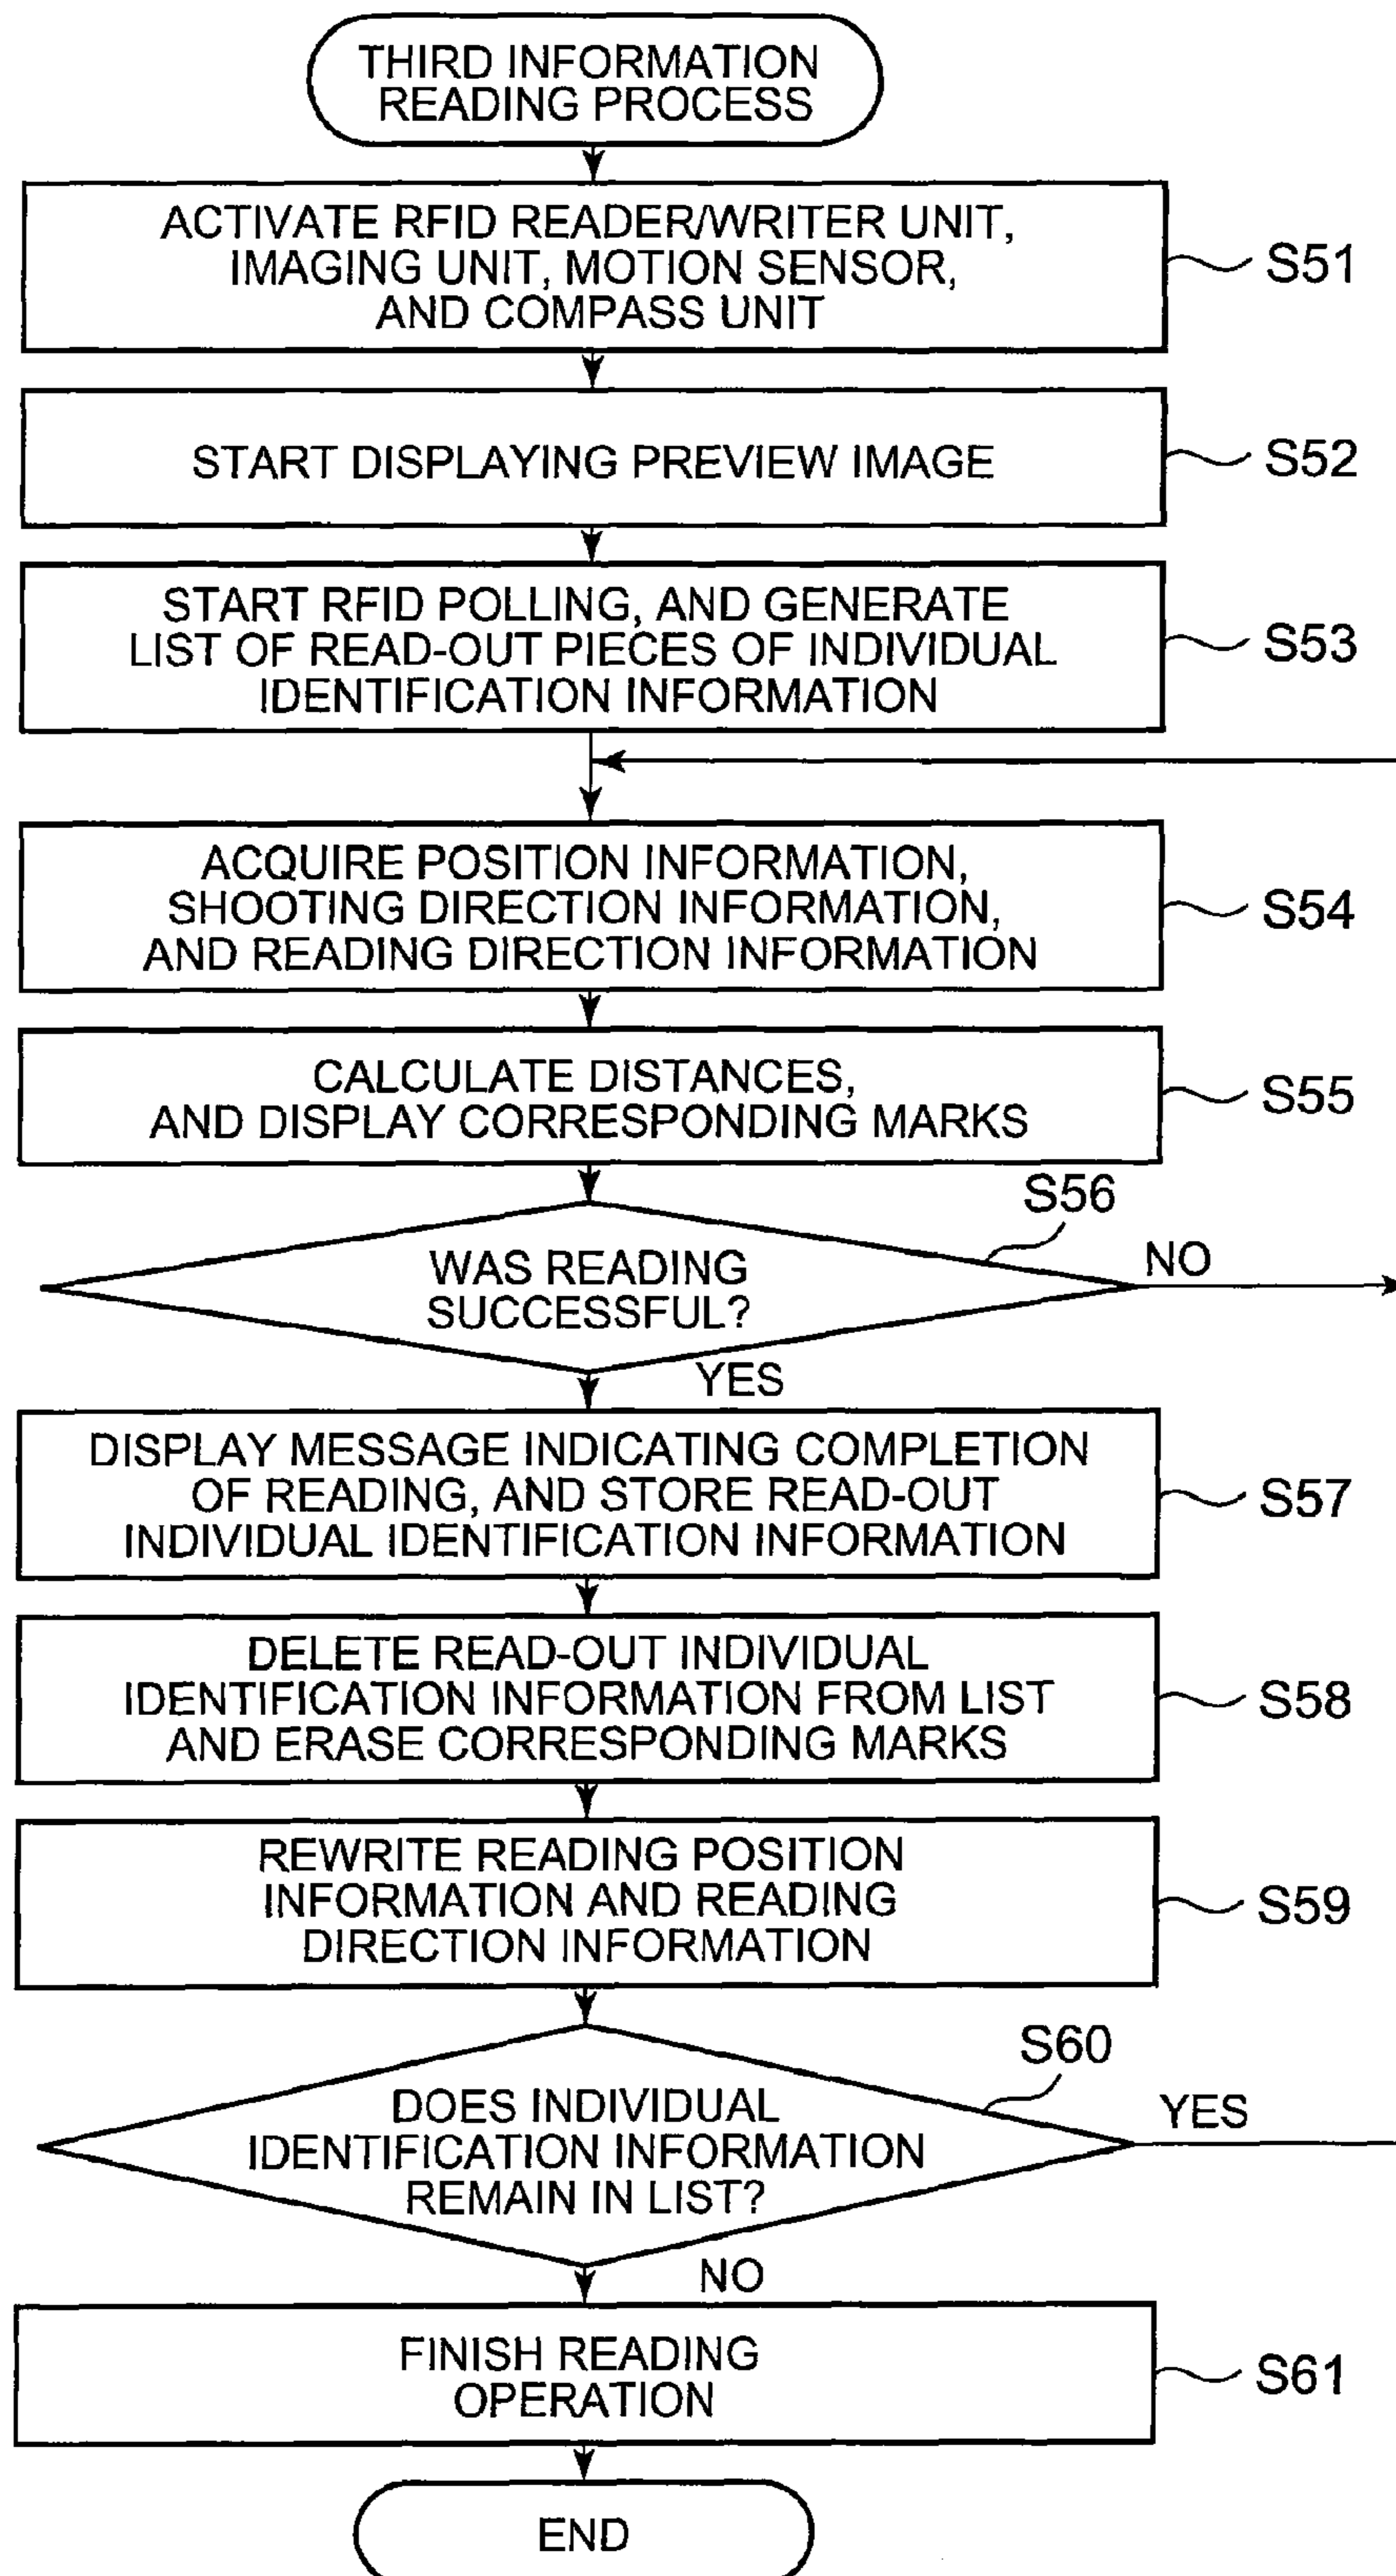 THIRD INFORMATION
READING PROCESS
ACTIVATE RFID READER/WRITER UNIT,
IMAGING UNIT, MOTION SENSOR,
AND COMPASS UNIT
S51
START DISPLAYING PREVIEW IMAGE
S52
START RFID POLLING, AND GENERATE
LIST OF READ-OUT PIECES OF INDIVIDUAL
IDENTIFICATION INFORMATION
S53
ACQUIRE POSITION INFORMATION,
SHOOTING DIRECTION INFORMATION,
AND READING DIRECTION INFORMATION
S54
CALCULATE DISTANCES,
AND DISPLAY CORRESPONDING MARKS
S55
S56
WAS READING
SUCCESSFUL?
NO
YES
DISPLAY MESSAGE INDICATING COMPLETION
OF READING, AND STORE READ-OUT
INDIVIDUAL IDENTIFICATION INFORMATION
S57
DELETE READ-OUT INDIVIDUAL
IDENTIFICATION INFORMATION FROM LIST
AND ERASE CORRESPONDING MARKS
S58
REWRITE READING POSITION
INFORMATION AND READING
DIRECTION INFORMATION
S59
S60
DOES INDIVIDUAL
IDENTIFICATION INFORMATION
REMAIN IN LIST?
YES
NO
FINISH READING
OPERATION
S61
END